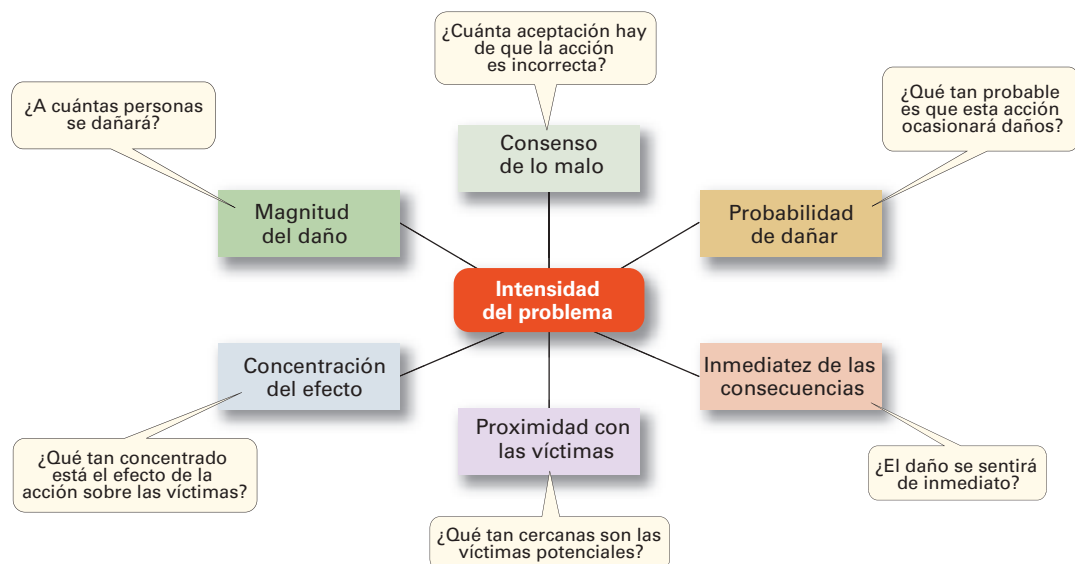 ¿Cuánta aceptación hay
de que la acción
es incorrecta?
¿A cuántas personas
se dañará?
¿Qué tan probable
es que esta acción
ocasionará daños?
Consenso
de lo malo
Magnitud
del daño
Probabilidad
de dañar
Intensidad
del problema
Concentración
del efecto
Inmediatez de las
consecuencias
Proximidad con
las víctimas
¿Qué tan concentrado
está el efecto de la
acción sobre las víctimas?
¿El daño se sentirá
de inmediato?
¿Qué tan cercanas son las
víctimas potenciales?